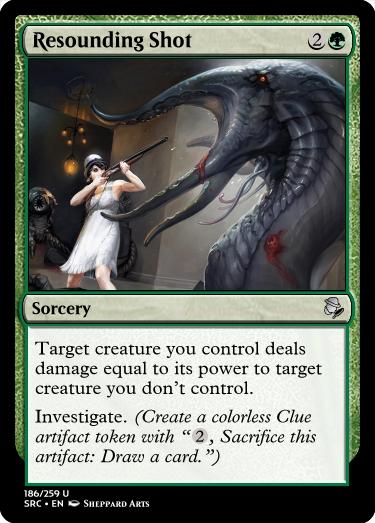 Resounding Shot 2
Sorcery
Target creature you control deals
damage equal to its power to target
creature you don't control.
Investigate. (Create a colorless Clue
artifact token with “2, Sacrifice this
artifact: Draw a card.”)
186/259 U
SRC • EN Sheppard Arts